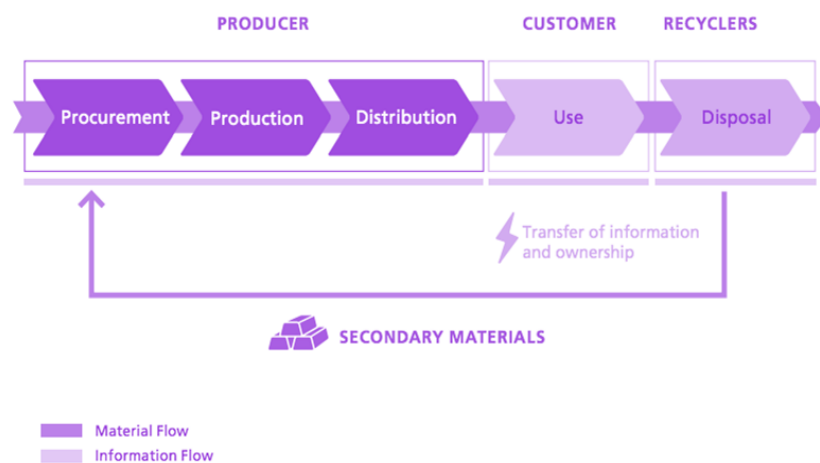 PRODUCER
CUSTOMER
RECYCLERS
Procurement
Production
Distribution
Use
Disposal
Transfer of information
and ownership
SECONDARY MATERIALS
Material Flow
Information Flow